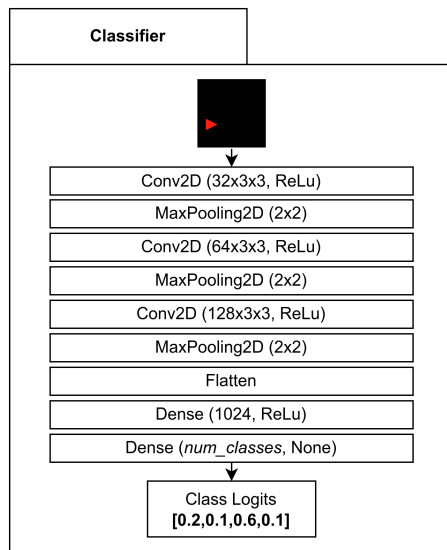 Classifier
Conv2D (32x3x3, ReLu)
MaxPooling2D (2x2)
Conv2D (64x3x3, ReLu)
MaxPooling2D (2x2)
Conv2D (128x3x3, ReLu)
MaxPooling2D (2x2)
Flatten
Dense (1024, ReLu)
Dense (num_classes, None)
Class Logits
[0.2,0.1,0.6,0.1]